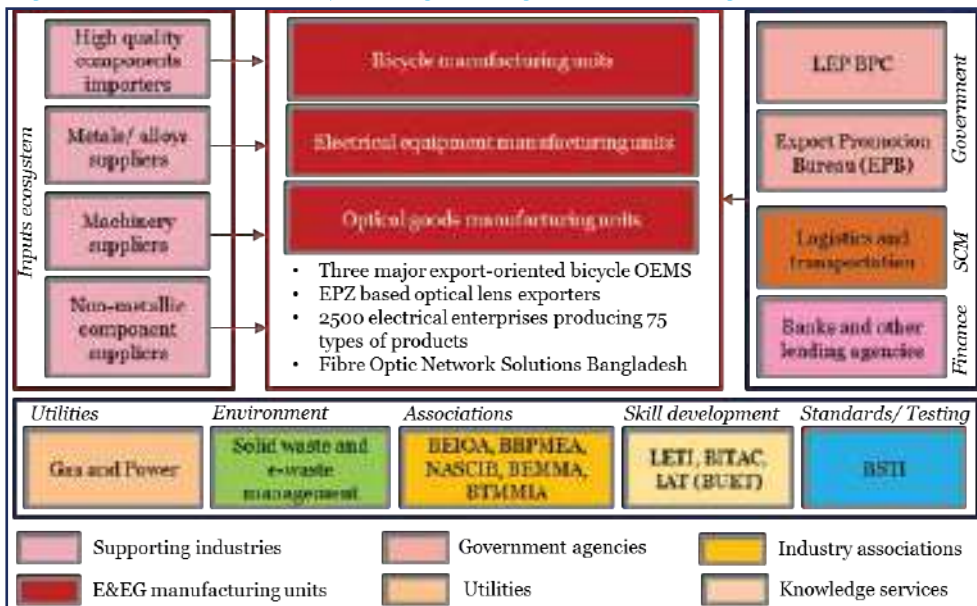 High quality
components
importers
Metals/ alloys
suppliers
Machinery
suppliers
Non-metallic
component
suppliers
Inputs ecosystem
Bicycle manufacturing units
Electrical equipment manufacturing units
Optical goods manufacturing units
• Three major export-oriented bicycle OEMS
• EPZ based optical lens exporters
• 2500 electrical enterprises producing 75
types of products
• Fibre Optic Network Solutions Bangladesh
LEP BPC
Export Promotion
Bureau (EPB)
Government
Logistics and
transportation
SCM
Banks and other
lending agencies
Finance
Utilities
Gas and Power
Environment
Solid waste and
e-waste
management
Associations
BEIOA, BBPMEA,
NASCIB, BEMMA,
BTMMIA
Skill development
LETI, BITAC,
IAT (BUET)
Standards/ Testing
BSTI
Supporting industries
Government agencies
Industry associations
E&EG manufacturing units
Utilities
Knowledge services